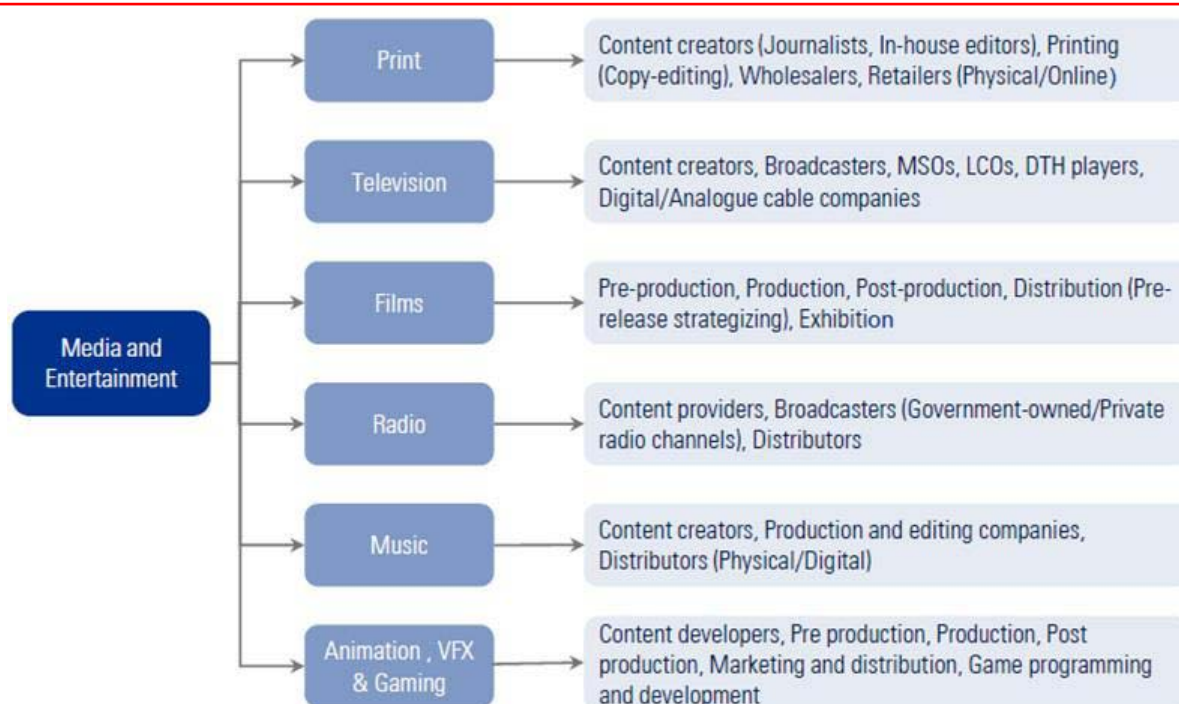 Print
Content creators (Journalists, In-house editors), Printing
(Copy-editing), Wholesalers, Retailers (Physical/Online)
Television
Content creators, Broadcasters, MSOs, LCOs, DTH players,
Digital/Analogue cable companies
Films
Pre-production, Production, Post-production, Distribution (Pre-
release strategizing), Exhibition
Media and
Entertainment
Radio
Content providers, Broadcasters (Government-owned/Private
radio channels), Distributors
Music
Content creators, Production and editing companies,
Distributors (Physical/Digital)
Animation , VFX
& Gaming
Content developers, Pre production, Production, Post
production, Marketing and distribution, Game programming
and development